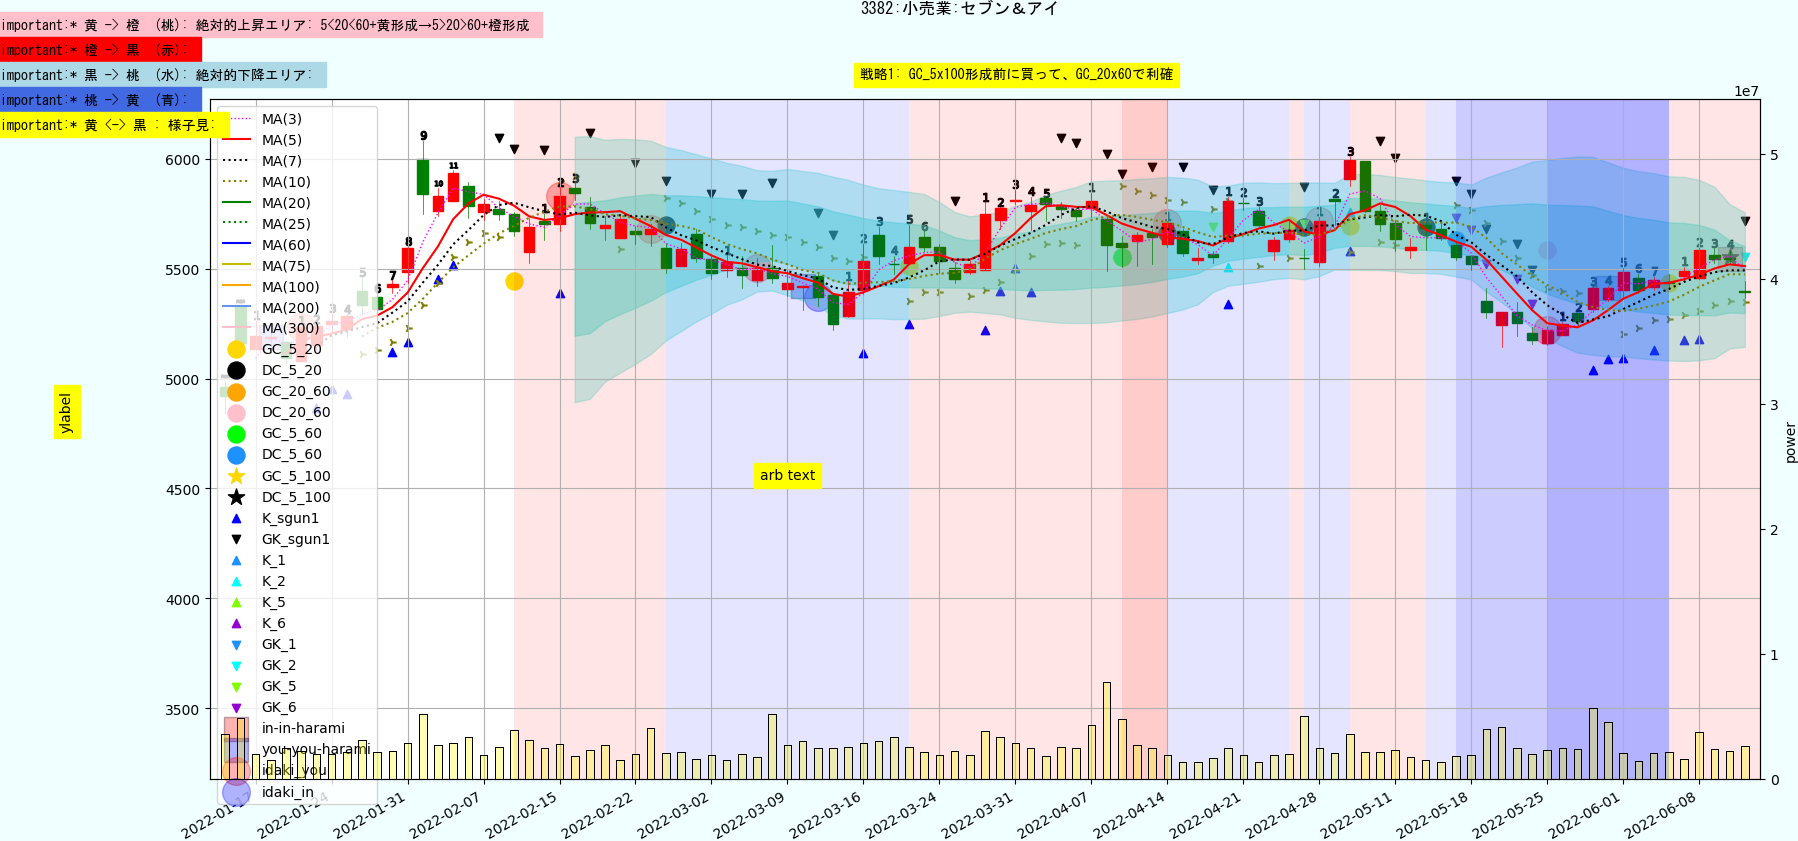 3382:小売業:セブン＆アイ
important:* 黄 -> 橙 (桃): 絶対的上昇エリア: 5<20<60+黄形成→5>20>60+橙形成
important:* 橙 -> 黒 (赤):
important:* 黒 -> 桃 (水): 絶対的下降エリア:
戦略1: GC_5x100形成前に買って、GC_20x60で利確
important:* 桃 -> 黄 (青):
important:* 黄 <-> 黒 : 様子見:
1e7
MA(3)
MA(5)
MA(7)
MA(10)
MA(20)
MA(25)
MA(60)
MA(75)
MA(100)
MA(200)
MA(300)
GC_5_20
DC_5_20
GC_20_60
DC_20_60
GC_5_60
DC_5_60
GC_5_100
DC_5_100
K_sgun1
GK_sgun1
K_1
K_2
K_5
K_6
GK_1
GK_2
GK_5
GK_6
in-in-harami
you-you-harami
idaki_you
idaki_in
6000
5500
5000
4500
4000
3500
ylabel
arb text
5
4
3
2
1
0
power
2022-01-17
2022-01-24
2022-01-31
2022-02-07
2022-02-15
2022-02-22
2022-03-02
2022-03-09
2022-03-16
2022-03-24
2022-03-31
2022-04-07
2022-04-14
2022-04-21
2022-04-28
2022-05-11
2022-05-18
2022-05-25
2022-06-01
2022-06-08